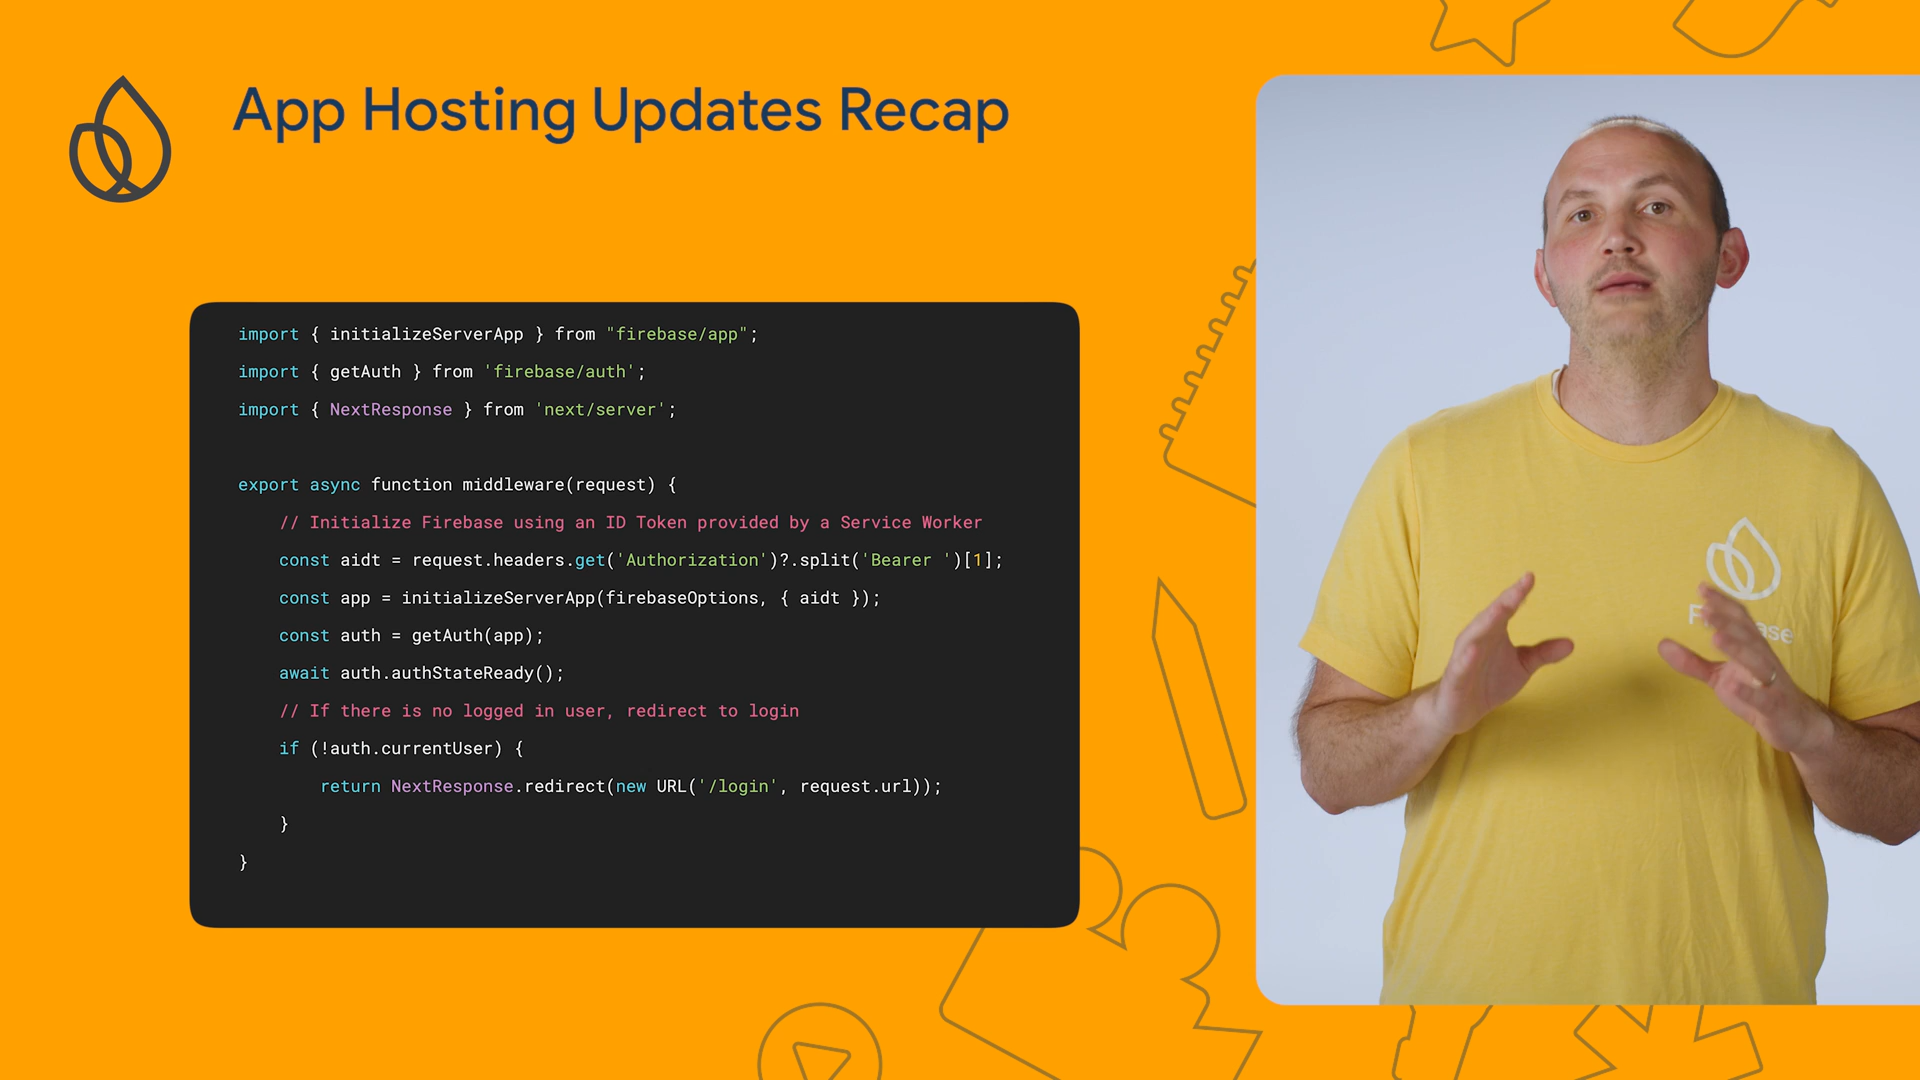 App Hosting Updates Recap
import { initializeServerApp } from "firebase/app";
import { getAuth } from 'firebase/auth';
import { NextResponse } from 'next/server';
export async function middleware(request) {
// Initialize Firebase using an ID Token provided by a Service Worker
const aidt = request.headers.get('Authorization')?.split('Bearer ')[1];
const app = initializeServerApp(firebaseOptions, { aidt });
const auth = getAuth(app);
await auth.authStateReady();
// If there is no logged in user, redirect to login
if (!auth.currentUser) {
return NextResponse.redirect(new URL('/login', request.url));
}
}